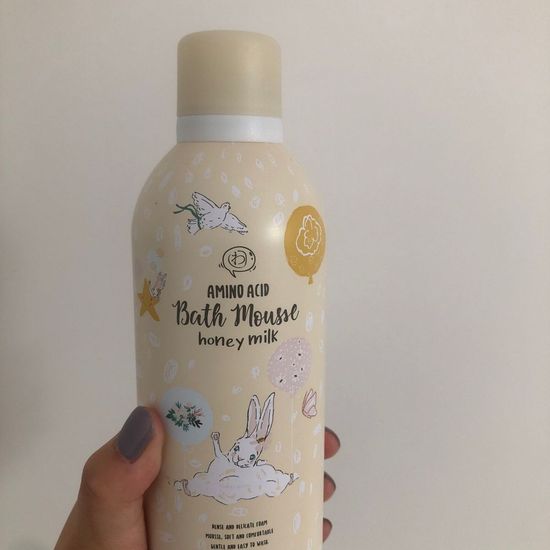 わ
AMINO ACID
Bath Mousse
honey milk
DENSE AND DELICATE FOAM
MOUSSE, SOFT AND COMFORTABLE
GENTLE AND EASY TO WASH